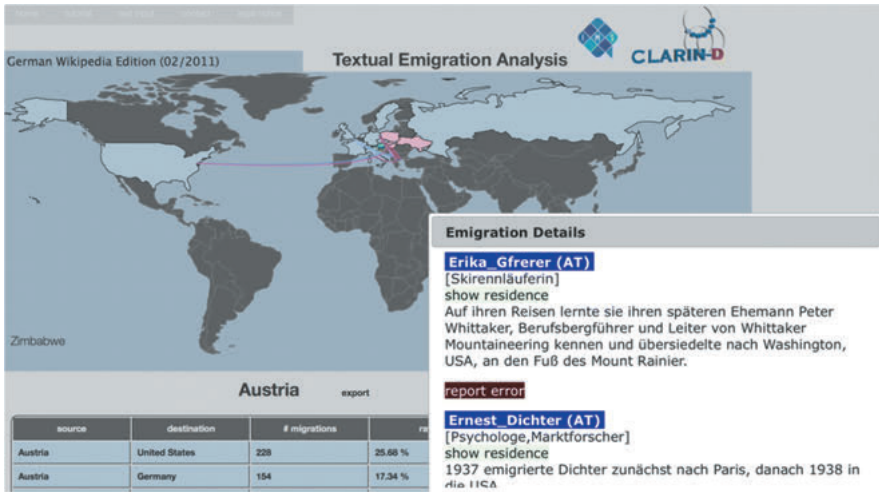 home
German Wikipedia Edition (02/2011)
Textual Emigration Analysis
IMS
CLARIN-D
Emigration Details
Erika_Gfrerer (AT)
[Skirennläuferin]
show residence
Auf ihren Reisen lernte sie ihren späteren Ehemann Peter
Whittaker, Berufsbergführer und Leiter von Whittaker
Mountaineering kennen und übersiedelte nach Washington,
USA, an den Fuß des Mount Rainier.
report error
Ernest_Dichter (AT)
[Psychologe,Marktforscher]
show residence
1937 emigrierte Dichter zunächst nach Paris, danach 1938 in
die USA
Zimbabwe
Austria export
source destination # migrations
Austria United States 228 25.68 %
Austria Germany 154 17.34 %